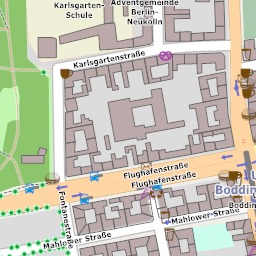 Karlsgarten-
Schule
Adventgemeinde
Berlin-
Neukölln
Karlsgartenstraße
Flughafenstraße
Flughafenstraße
Fontanestraße
Mahlower-Straße
Mahlower Straße
U
Boddin
Boddin